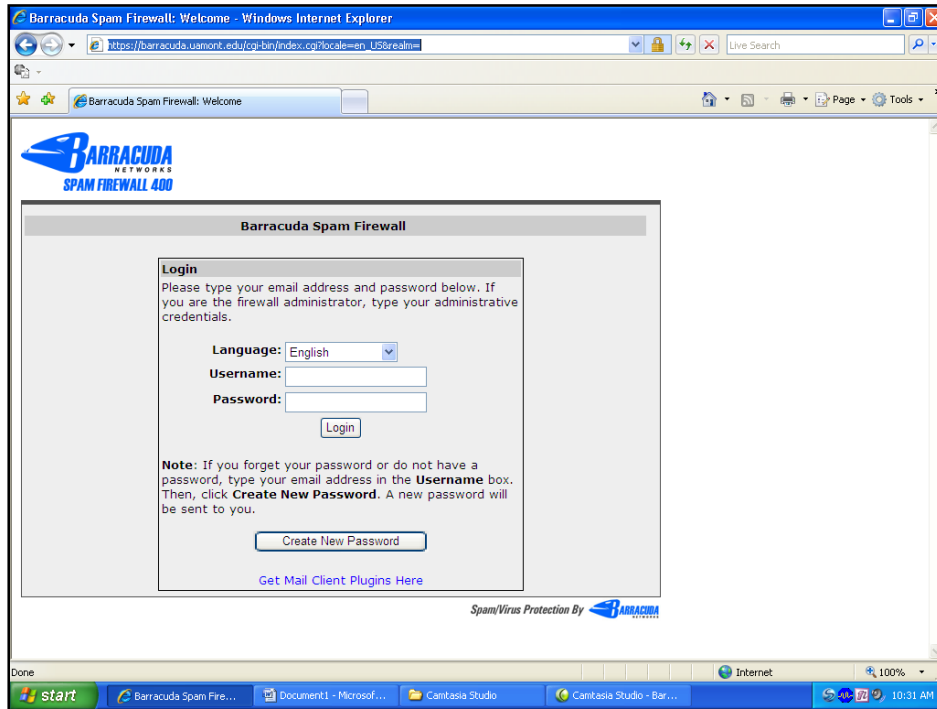 Barracuda Spam Firewall: Welcome - Windows Internet Explorer
https://barracuda.uamont.edu/cgi-bin/index.cgi?locale=en_US&realm=
Live Search
Barracuda Spam Firewall: Welcome
Page
Tools
BARRACUDA
NETWORKS
SPAM FIREWALL 400
Barracuda Spam Firewall
Login
Please type your email address and password below. If
you are the firewall administrator, type your administrative
credentials.
Language: English
Username:
Password:
Login
Note: If you forget your password or do not have a
password, type your email address in the Username box.
Then, click Create New Password. A new password will
be sent to you.
Create New Password
Get Mail Client Plugins Here
Spam/Virus Protection By BARRACUDA
NETWORKS
Done
Internet
100%
start
Barracuda Spam Fire...
Document1 - Microsof...
Camtasia Studio
Camtasia Studio - Bar...
10:31 AM